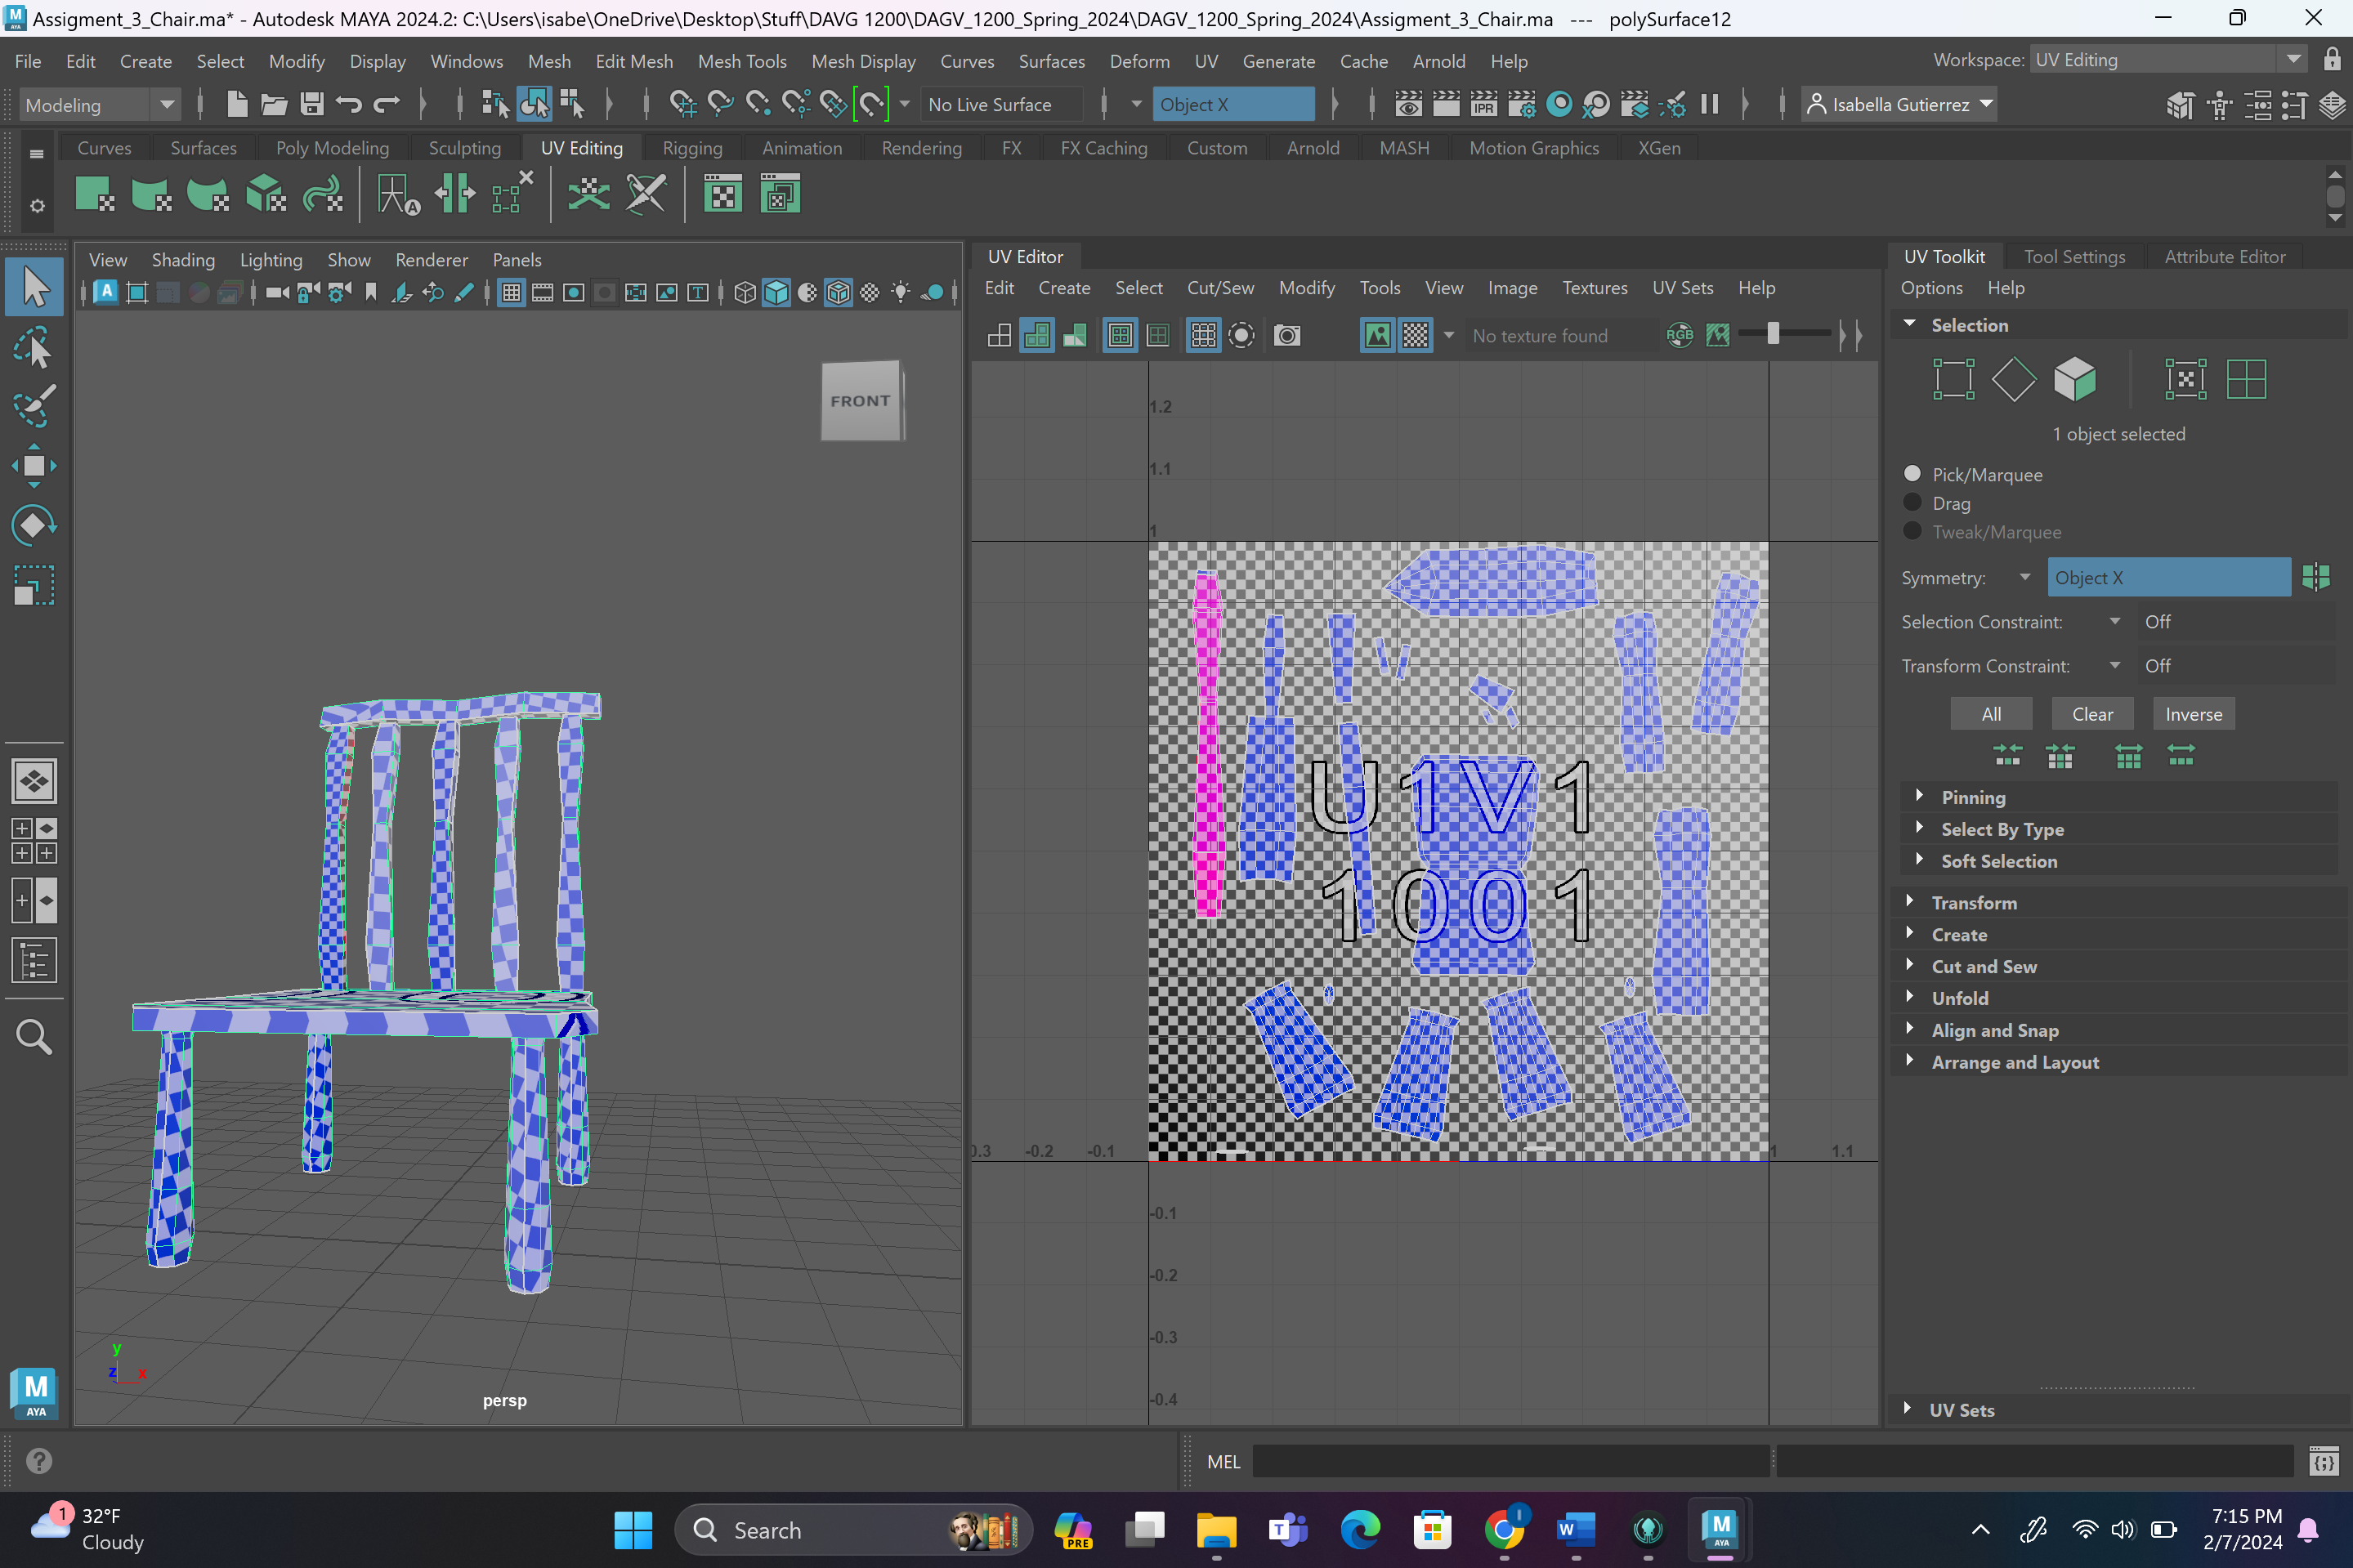 Assigment_3_Chair.ma* - Autodesk MAYA 2024.2: C:\Users\isabe\OneDrive\Desktop\Stuff\DAVG 1200\DAGV_1200_Spring_2024\DAGV_1200_Spring_2024\Assigment_3_Chair.ma --- polySurface12
File Edit Create Select Modify Display Windows Mesh Edit Mesh Mesh Tools Mesh Display Curves Surfaces Deform UV Generate Cache Arnold Help
Workspace: UV Editing
Modeling No Live Surface Object X IPR Isabella Gutierrez
Curves Surfaces Poly Modeling Sculpting UV Editing Rigging Animation Rendering FX FX Caching Custom Arnold MASH Motion Graphics XGen
View Shading Lighting Show Renderer Panels
FRONT
persp
y
z x
UV Editor
Edit Create Select Cut/Sew Modify Tools View Image Textures UV Sets Help
No texture found RGB
1.2
1.1
1
U1V1
1001
0.3 -0.2 -0.1 1 1.1
-0.1
-0.2
-0.3
-0.4
UV Toolkit Tool Settings Attribute Editor
Options Help
Selection
1 object selected
Pick/Marquee
Drag
Tweak/Marquee
Symmetry: Object X
Selection Constraint: Off
Transform Constraint: Off
All Clear Inverse
Pinning
Select By Type
Soft Selection
Transform
Create
Cut and Sew
Unfold
Align and Snap
Arrange and Layout
UV Sets
M
AYA
MEL
1
32°F
Cloudy
Search
PRE
7:15 PM
2/7/2024